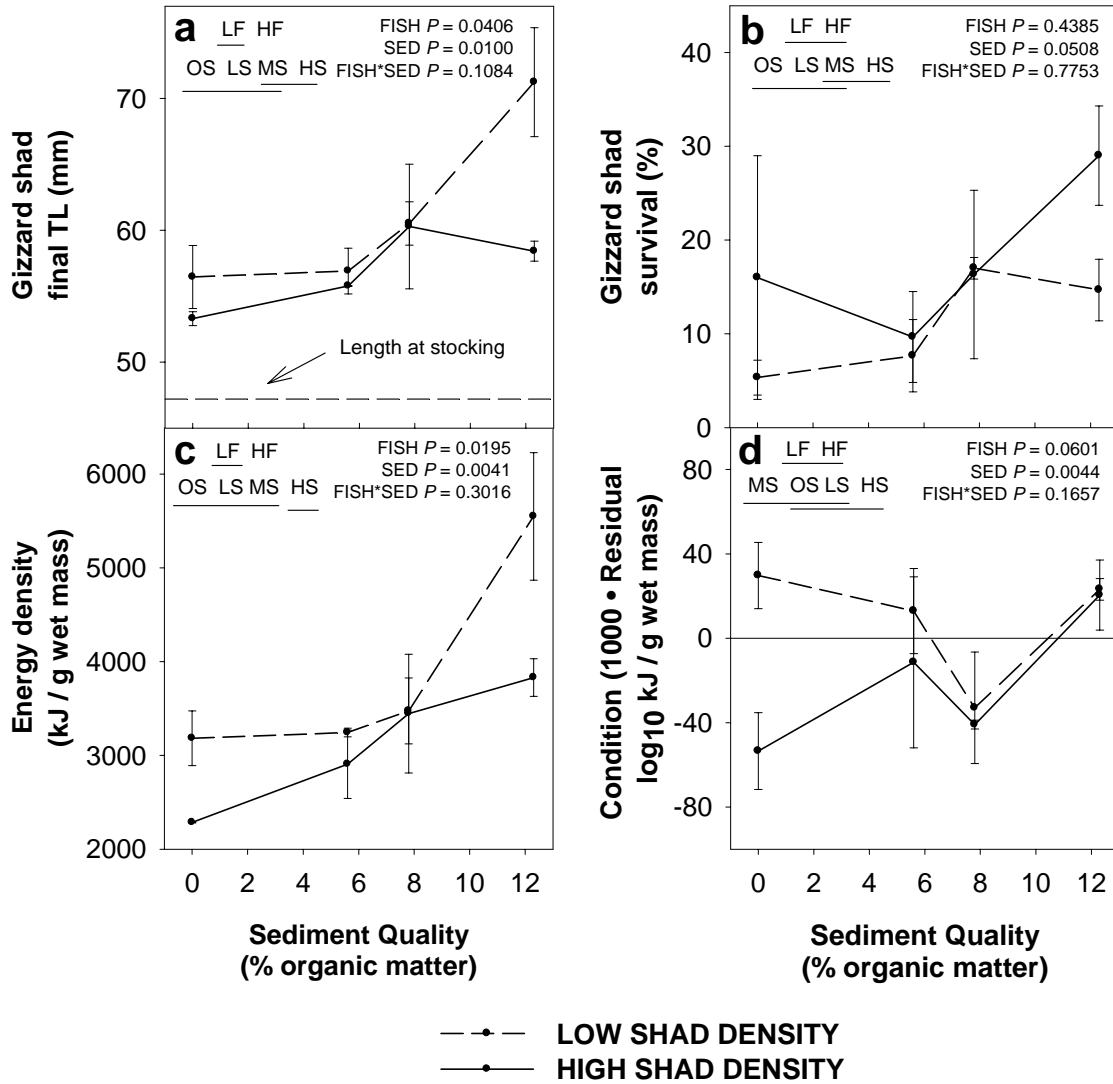 a
LF HF
OS LS MS HS
FISH P = 0.0406
SED P = 0.0100
FISH*SED P = 0.1084
Gizzard shad
final TL (mm)
70
60
50
Length at stocking
b
LF HF
OS LS MS HS
FISH P = 0.4385
SED P = 0.0508
FISH*SED P = 0.7753
Gizzard shad
survival (%)
40
30
20
10
0
c
LF HF
OS LS MS HS
FISH P = 0.0195
SED P = 0.0041
FISH*SED P = 0.3016
Energy density
(kJ / g wet mass)
6000
5000
4000
3000
2000
0 2 4 6 8 10 12
Sediment Quality
(% organic matter)
d
LF HF
MS OS LS HS
FISH P = 0.0601
SED P = 0.0044
FISH*SED P = 0.1657
Condition (1000 • Residual
log10 kJ / g wet mass)
80
40
0
-40
-80
0 2 4 6 8 10 12
Sediment Quality
(% organic matter)
LOW SHAD DENSITY
HIGH SHAD DENSITY